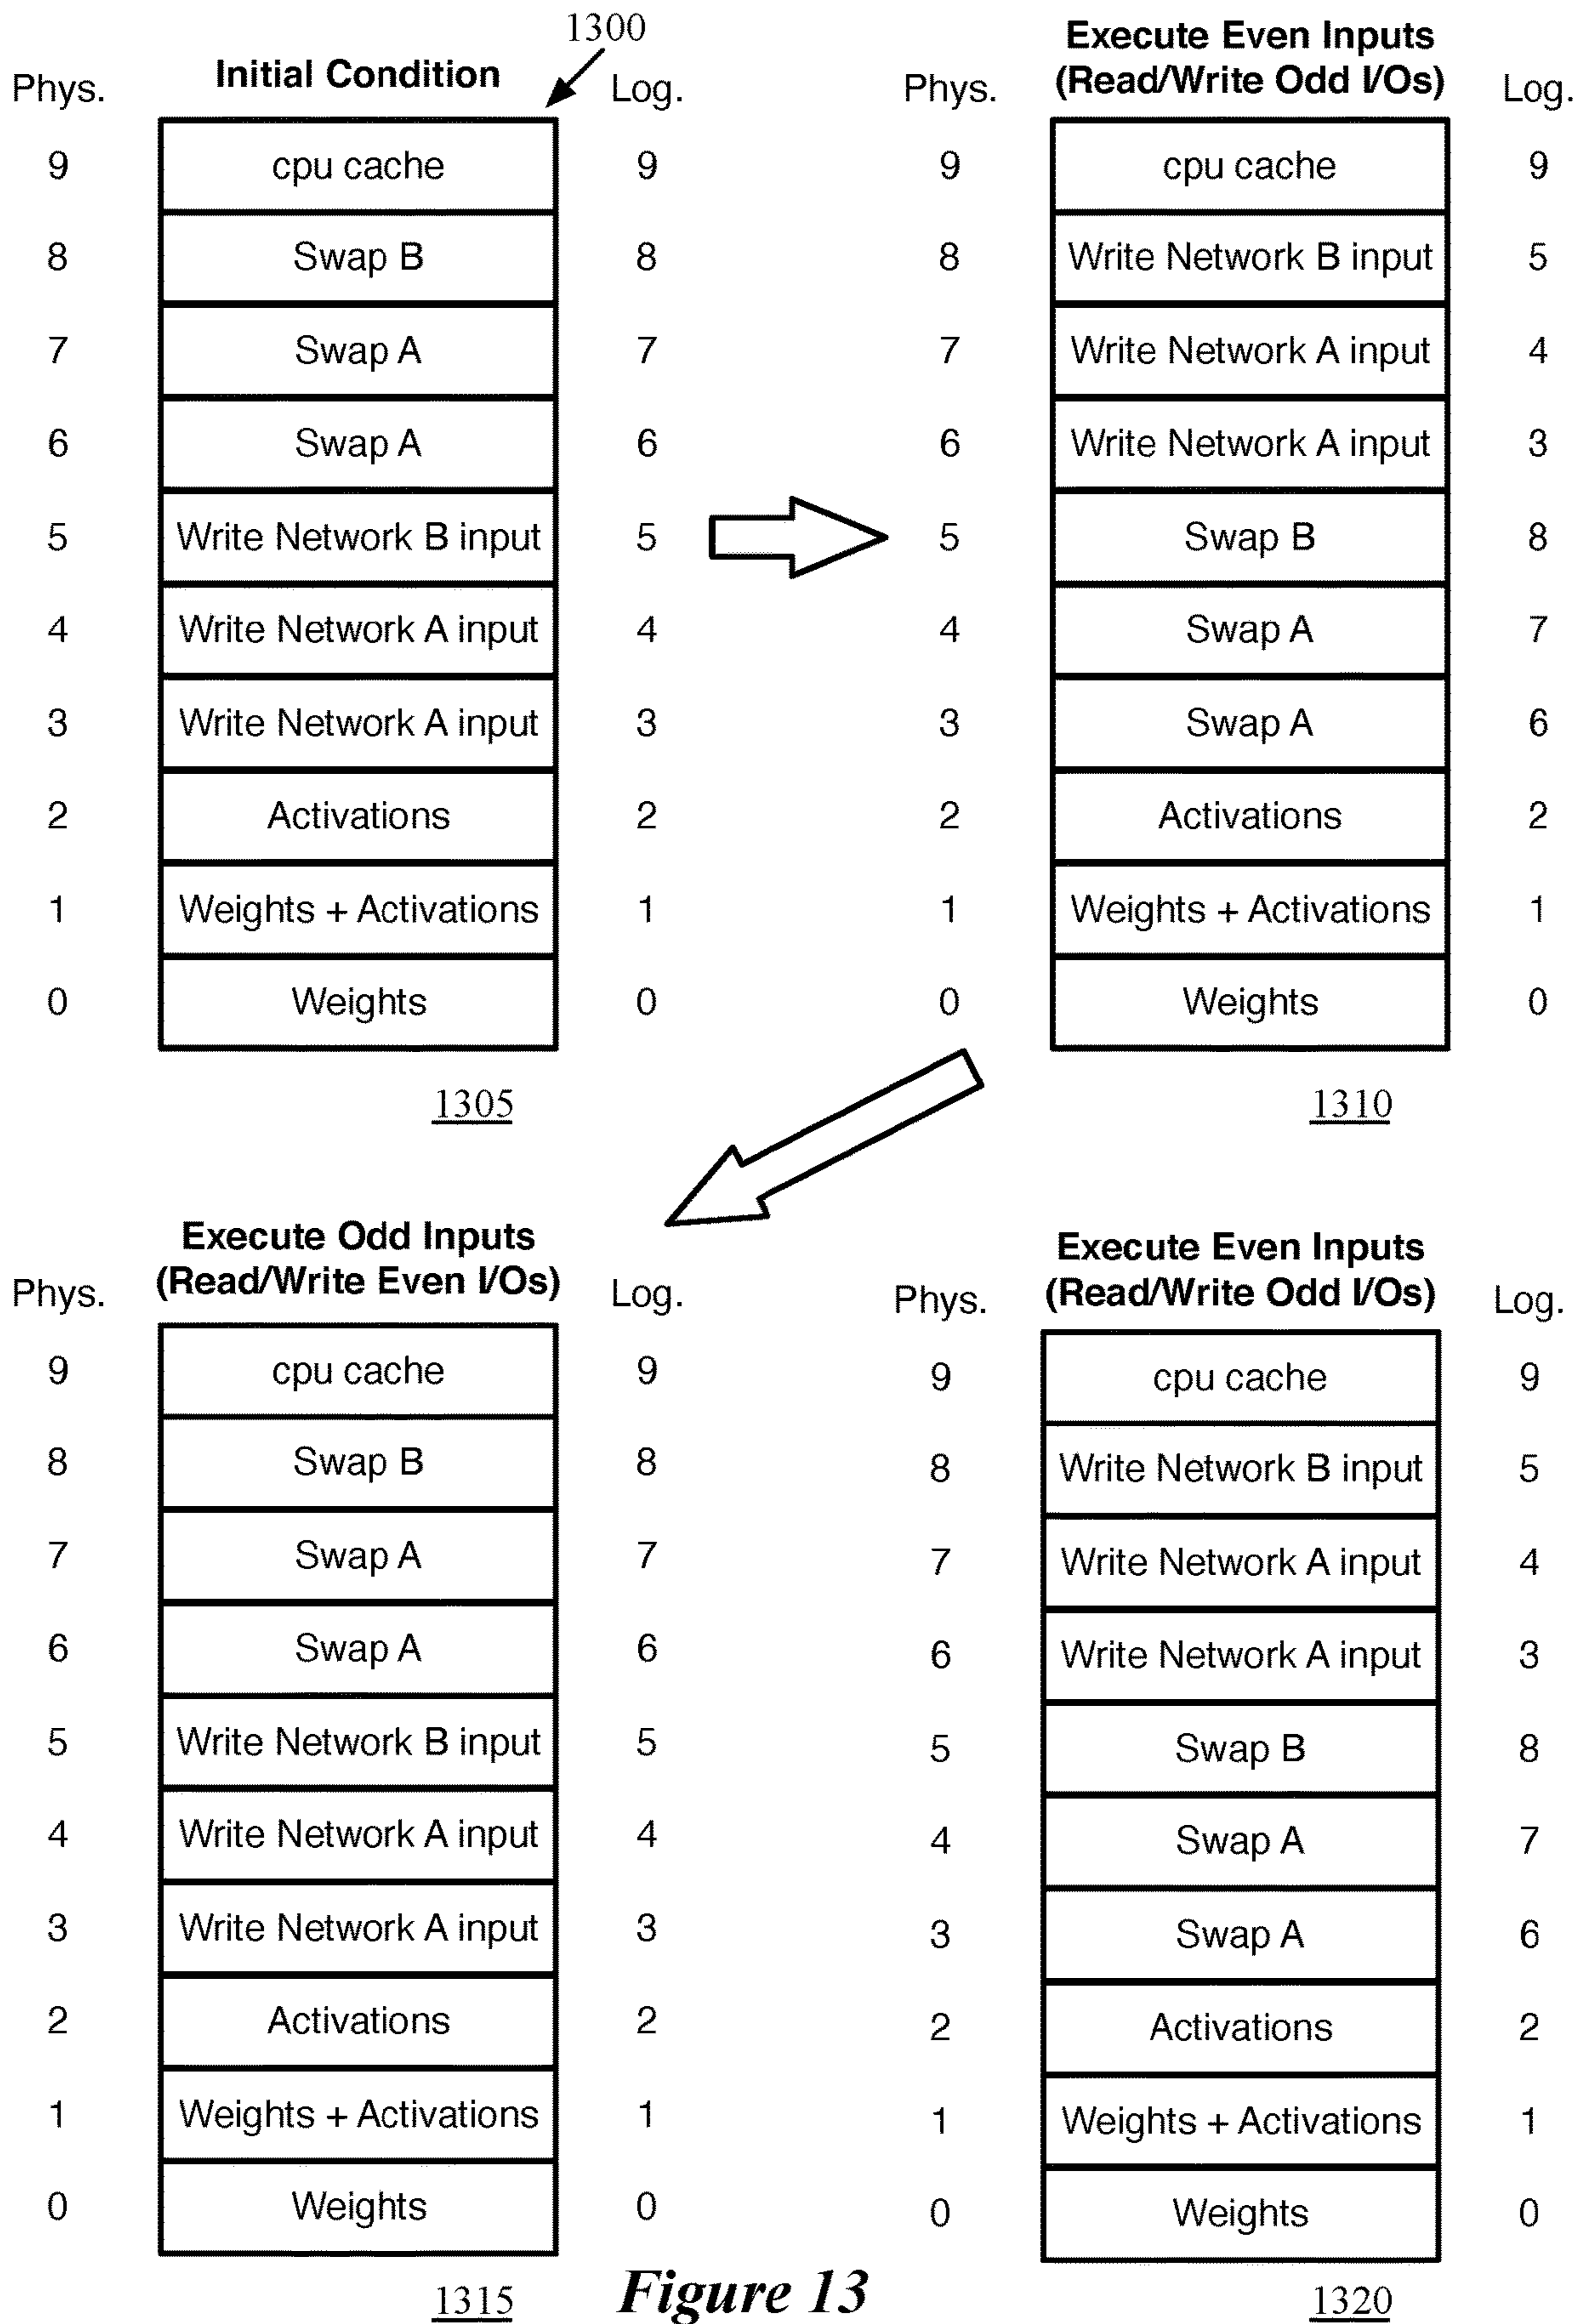 1300
Initial Condition
Phys. Log.
9 cpu cache 9
8 Swap B 8
7 Swap A 7
6 Swap A 6
5 Write Network B input 5
4 Write Network A input 4
3 Write Network A input 3
2 Activations 2
1 Weights + Activations 1
0 Weights 0
1305
Execute Even Inputs
(Read/Write Odd I/Os)
Phys. Log.
9 cpu cache 9
8 Write Network B input 5
7 Write Network A input 4
6 Write Network A input 3
5 Swap B 8
4 Swap A 7
3 Swap A 6
2 Activations 2
1 Weights + Activations 1
0 Weights 0
1310
Execute Odd Inputs
(Read/Write Even I/Os)
Phys. Log.
9 cpu cache 9
8 Swap B 8
7 Swap A 7
6 Swap A 6
5 Write Network B input 5
4 Write Network A input 4
3 Write Network A input 3
2 Activations 2
1 Weights + Activations 1
0 Weights 0
1315
Execute Even Inputs
(Read/Write Odd I/Os)
Phys. Log.
9 cpu cache 9
8 Write Network B input 5
7 Write Network A input 4
6 Write Network A input 3
5 Swap B 8
4 Swap A 7
3 Swap A 6
2 Activations 2
1 Weights + Activations 1
0 Weights 0
1320
Figure 13